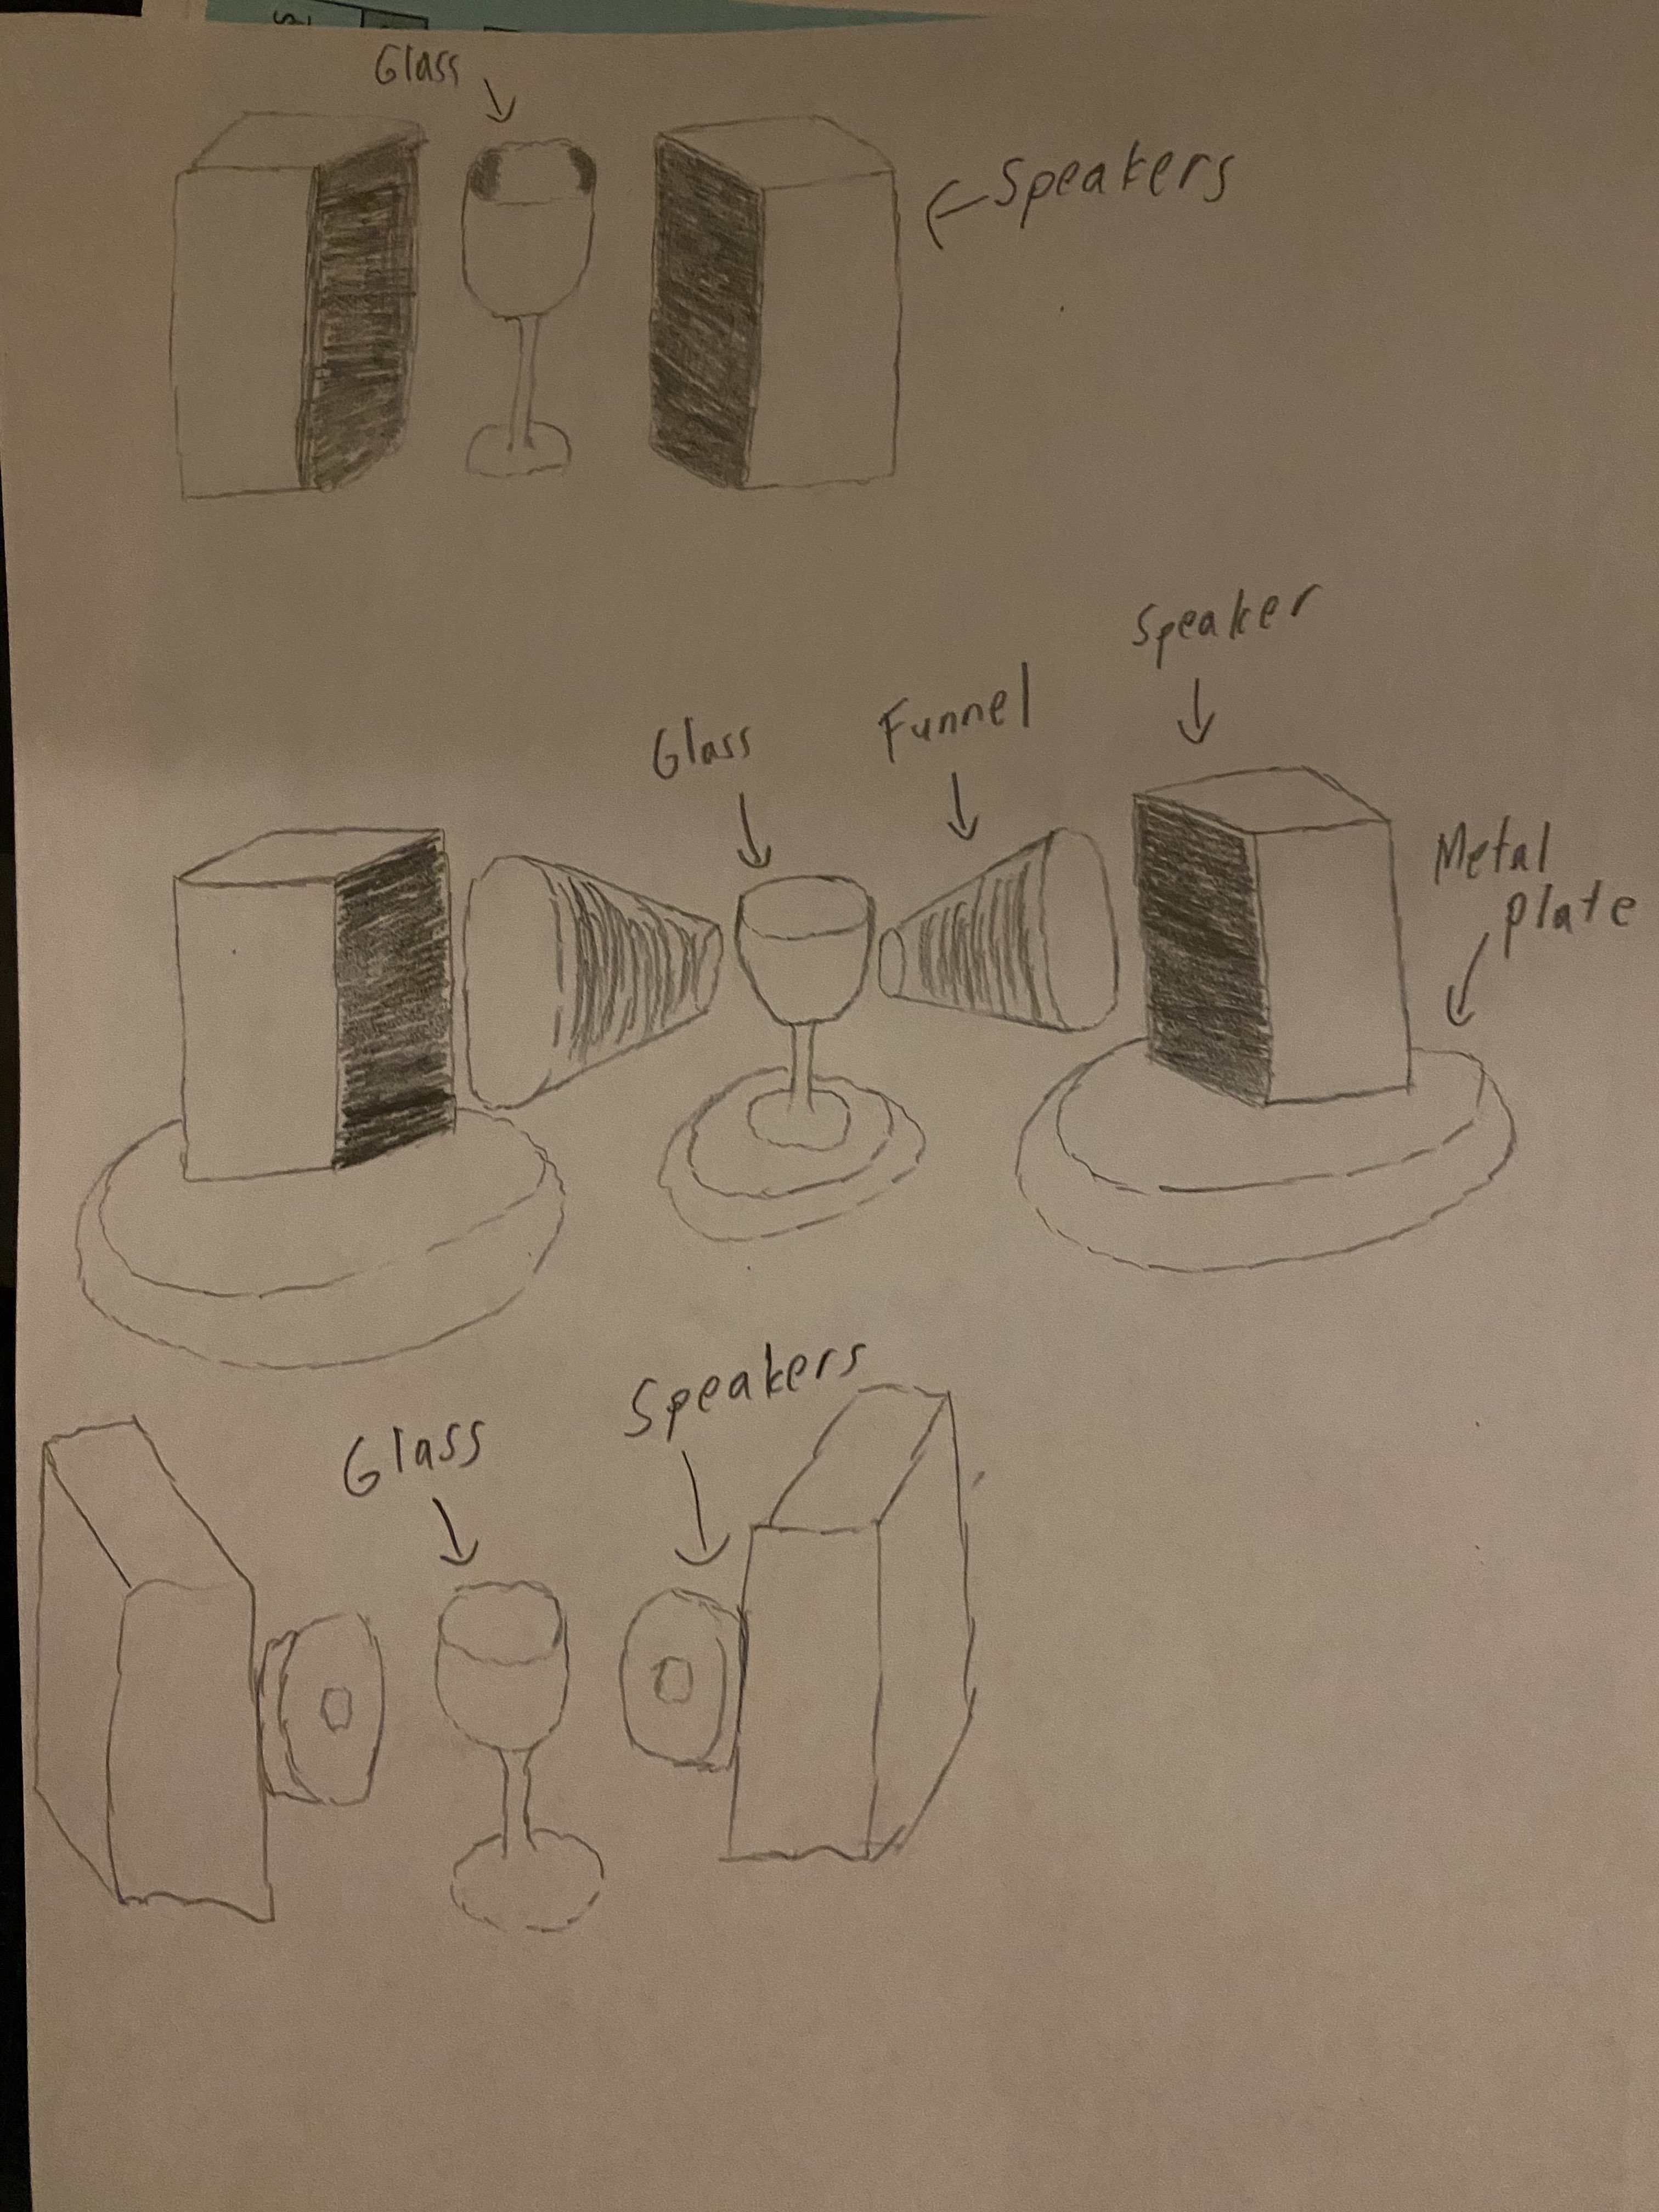 Glass
Speakers
Speaker
Funnel
Glass
Metal
plate
Speakers
Glass